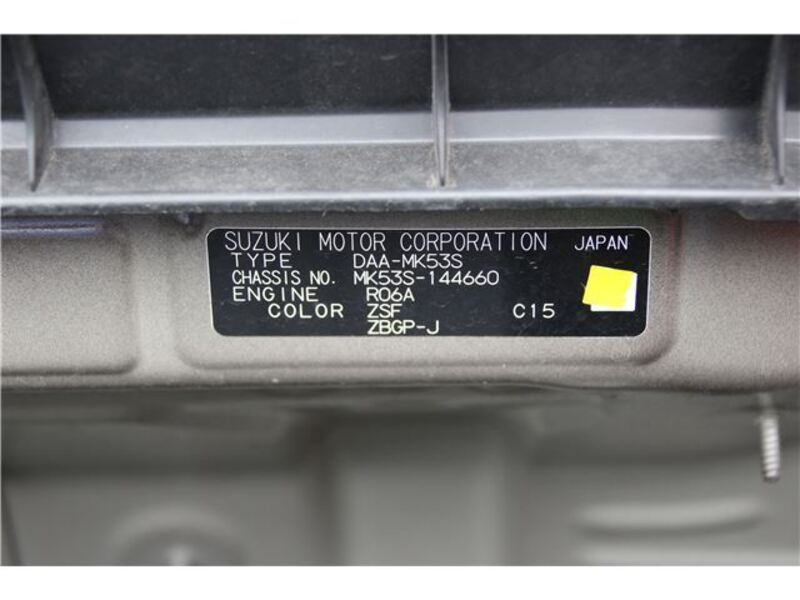 SUZUKI MOTOR CORPORATION JAPAN
TYPE DAA-MK53S
CHASSIS NO. MK53S-144660
ENGINE R06A
COLOR ZSF C15
ZBGP-J